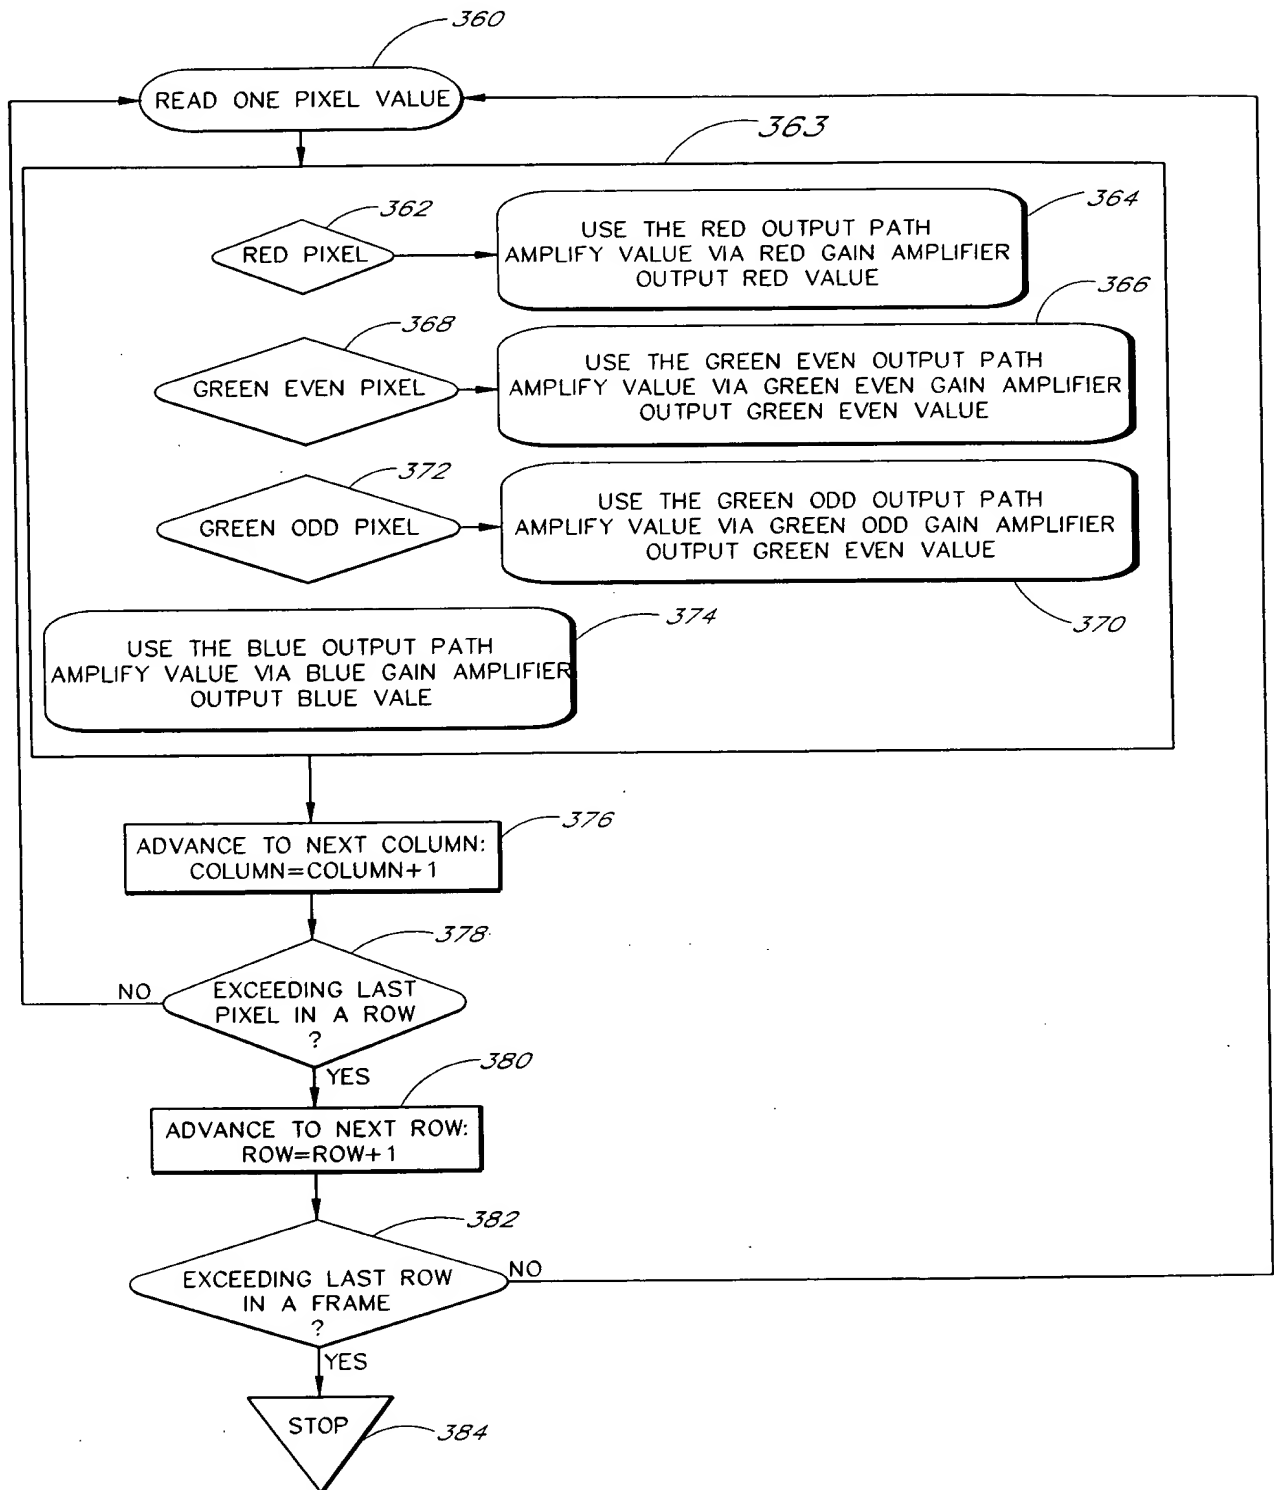 360
READ ONE PIXEL VALUE
363
362
RED PIXEL
364
USE THE RED OUTPUT PATH
AMPLIFY VALUE VIA RED GAIN AMPLIFIER
OUTPUT RED VALUE
366
368
GREEN EVEN PIXEL
USE THE GREEN EVEN OUTPUT PATH
AMPLIFY VALUE VIA GREEN EVEN GAIN AMPLIFIER
OUTPUT GREEN EVEN VALUE
372
GREEN ODD PIXEL
USE THE GREEN ODD OUTPUT PATH
AMPLIFY VALUE VIA GREEN ODD GAIN AMPLIFIER
OUTPUT GREEN EVEN VALUE
370
374
USE THE BLUE OUTPUT PATH
AMPLIFY VALUE VIA BLUE GAIN AMPLIFIER
OUTPUT BLUE VALE
376
ADVANCE TO NEXT COLUMN:
COLUMN=COLUMN+1
378
NO
EXCEEDING LAST
PIXEL IN A ROW
?
YES
380
ADVANCE TO NEXT ROW:
ROW=ROW+1
382
EXCEEDING LAST ROW
IN A FRAME
?
NO
YES
STOP
384